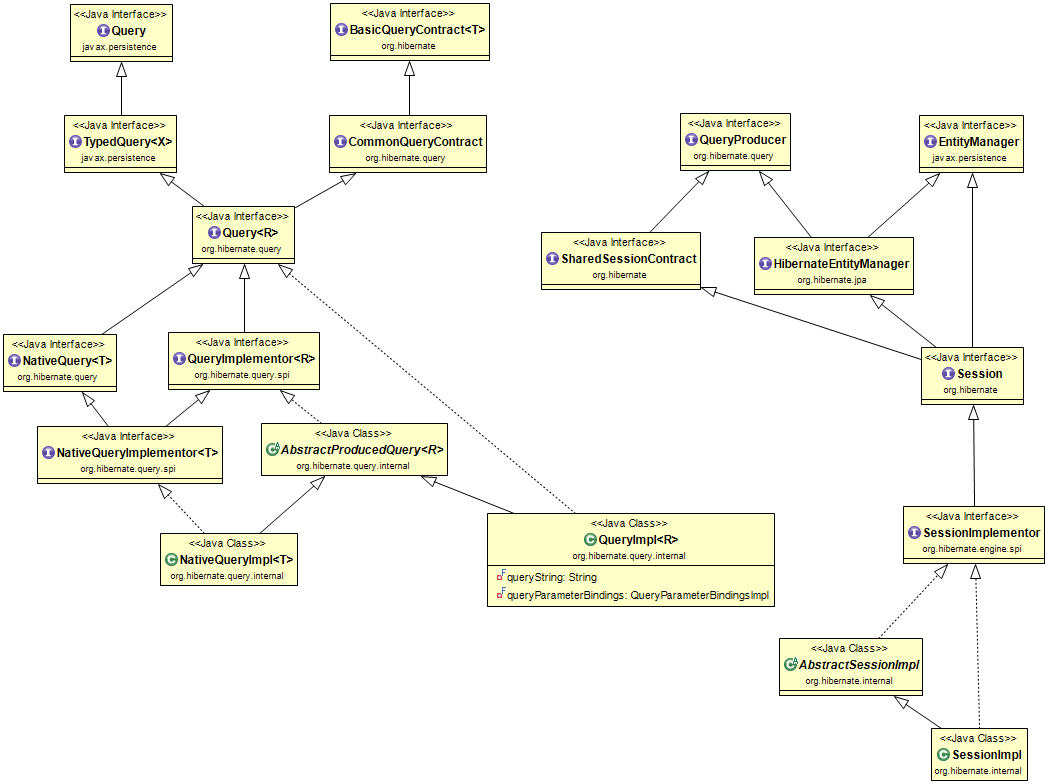 <<Java Interface>>
Query
javax.persistence
<<Java Interface>>
BasicQueryContract<T>
org.hibernate
<<Java Interface>>
TypedQuery<X>
javax.persistence
<<Java Interface>>
CommonQueryContract
org.hibernate.query
<<Java Interface>>
QueryProducer
org.hibernate.query
<<Java Interface>>
EntityManager
javax.persistence
<<Java Interface>>
Query<R>
org.hibernate.query
<<Java Interface>>
SharedSessionContract
org.hibernate
<<Java Interface>>
HibernateEntityManager
org.hibernate.jpa
<<Java Interface>>
NativeQuery<T>
org.hibernate.query
<<Java Interface>>
QueryImplementor<R>
org.hibernate.query.spi
<<Java Interface>>
Session
org.hibernate
<<Java Interface>>
NativeQueryImplementor<T>
org.hibernate.query.spi
<<Java Class>>
AbstractProducedQuery<R>
org.hibernate.query.internal
<<Java Class>>
NativeQueryImpl<T>
org.hibernate.query.internal
<<Java Class>>
QueryImpl<R>
org.hibernate.query.internal
queryString: String
queryParameterBindings: QueryParameterBindingsImpl
<<Java Interface>>
SessionImplementor
org.hibernate.engine.spi
<<Java Class>>
AbstractSessionImpl
org.hibernate.internal
<<Java Class>>
SessionImpl
org.hibernate.internal